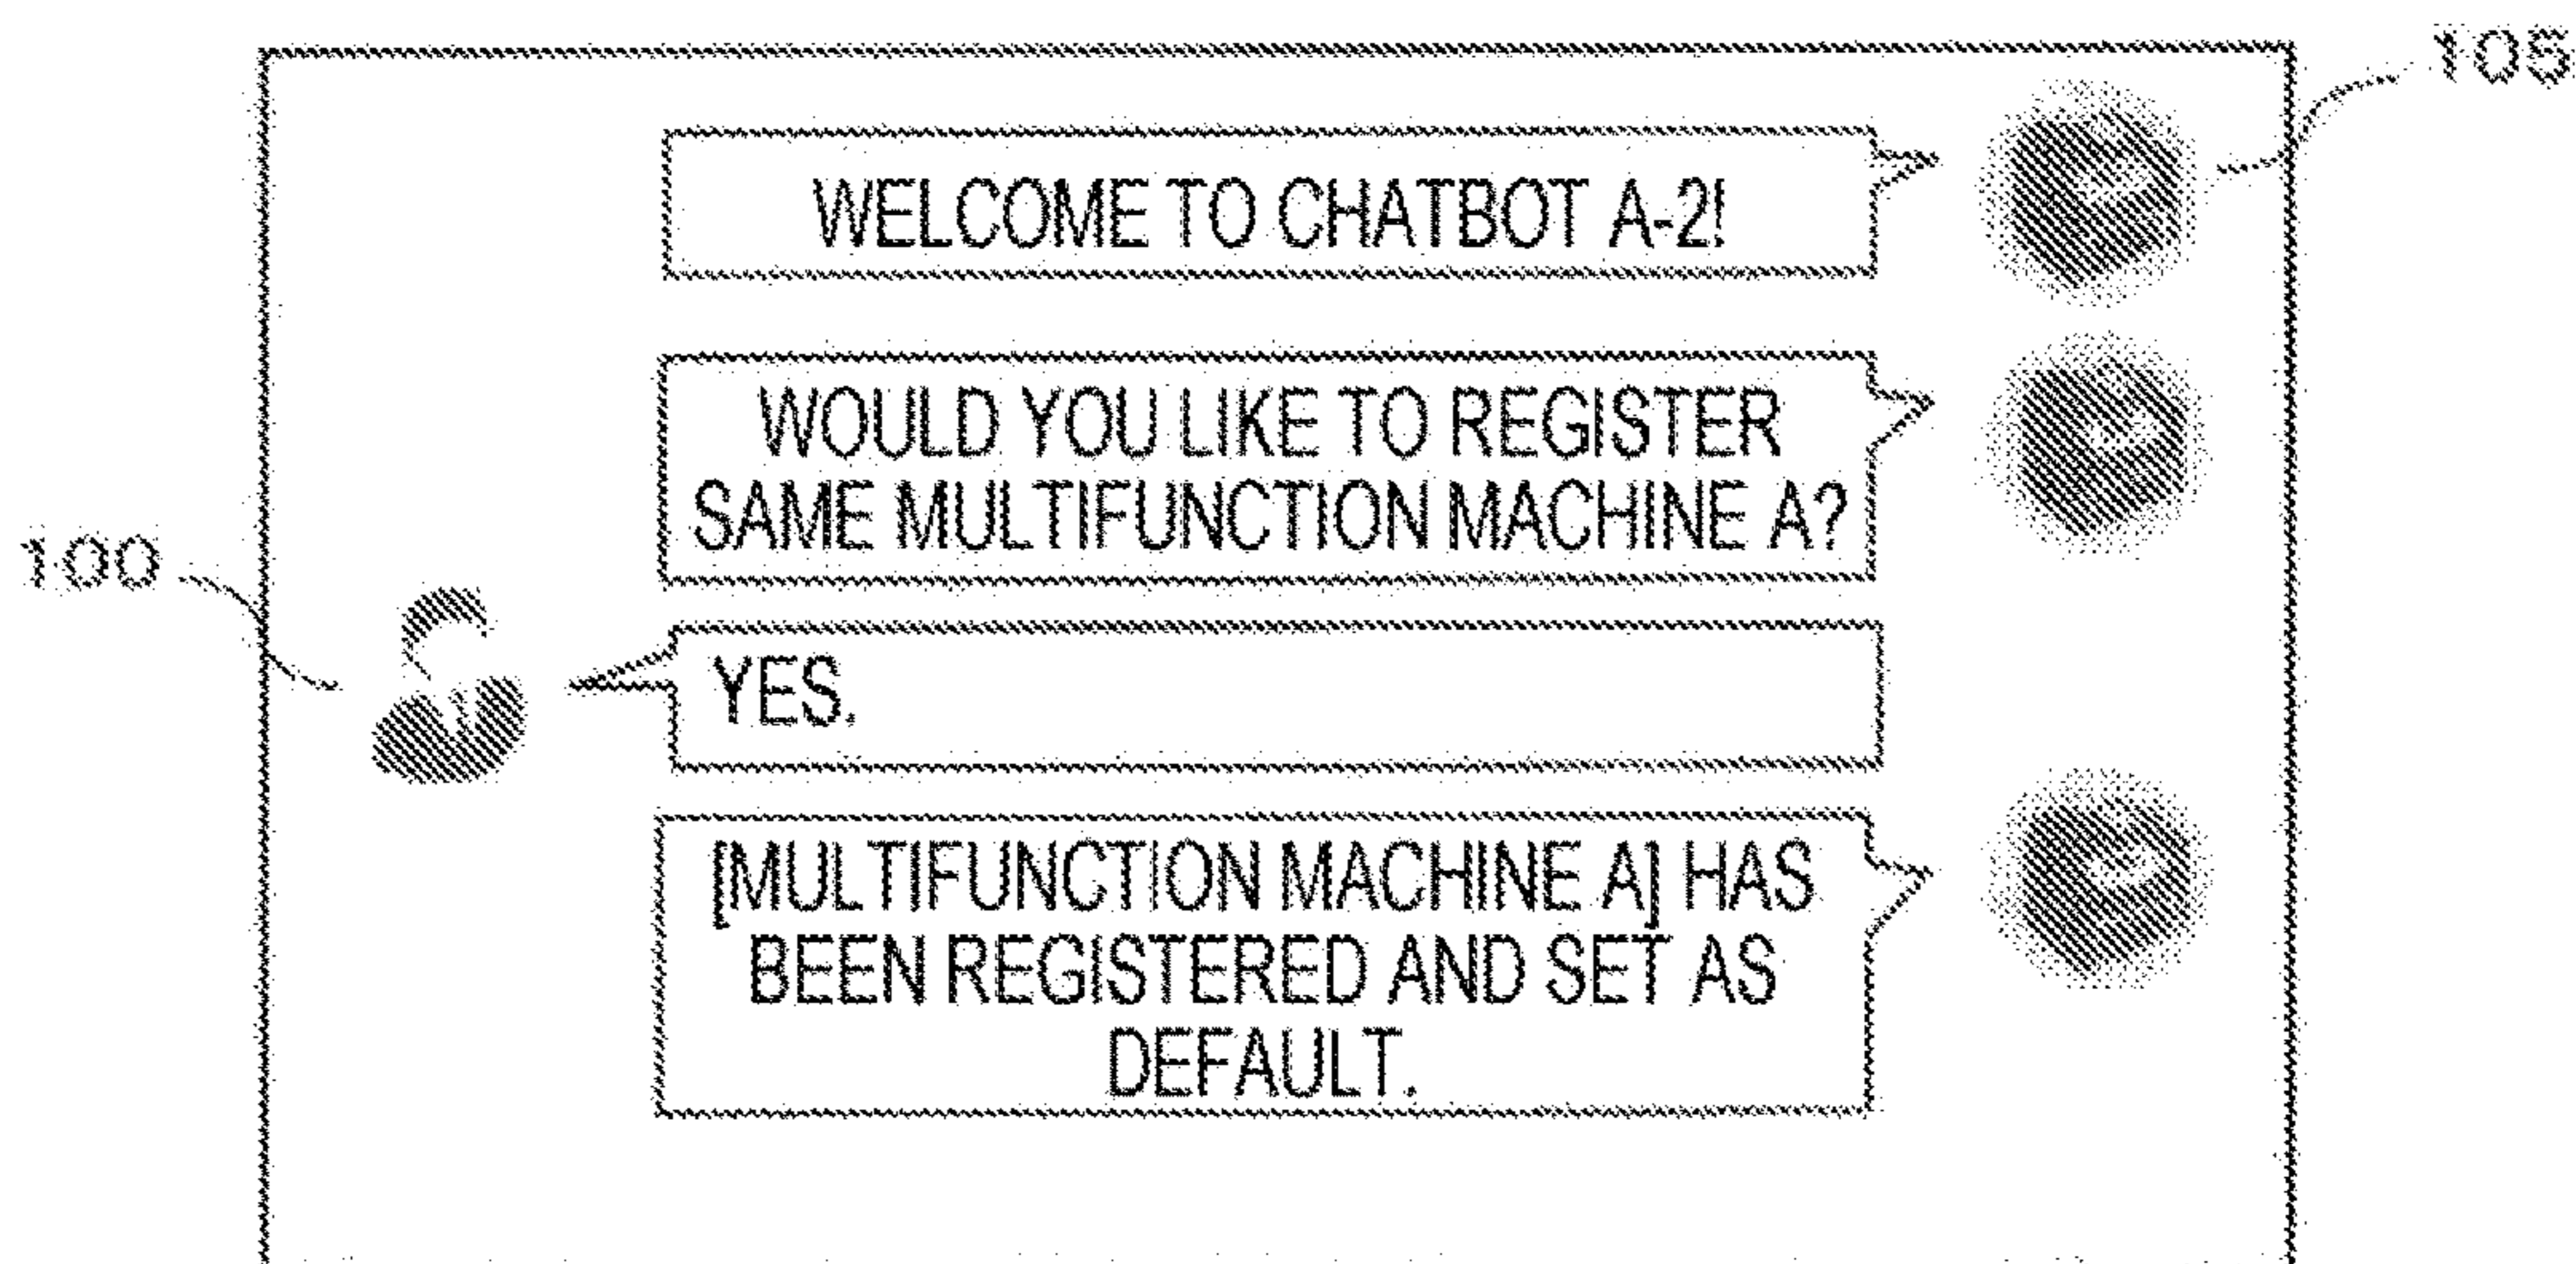 105
WELCOME TO CHATBOT A-2!
WOULD YOU LIKE TO REGISTER
SAME MULTIFUNCTION MACHINE A?
100
YES.
[MULTIFUNCTION MACHINE A] HAS
BEEN REGISTERED AND SET AS
DEFAULT.